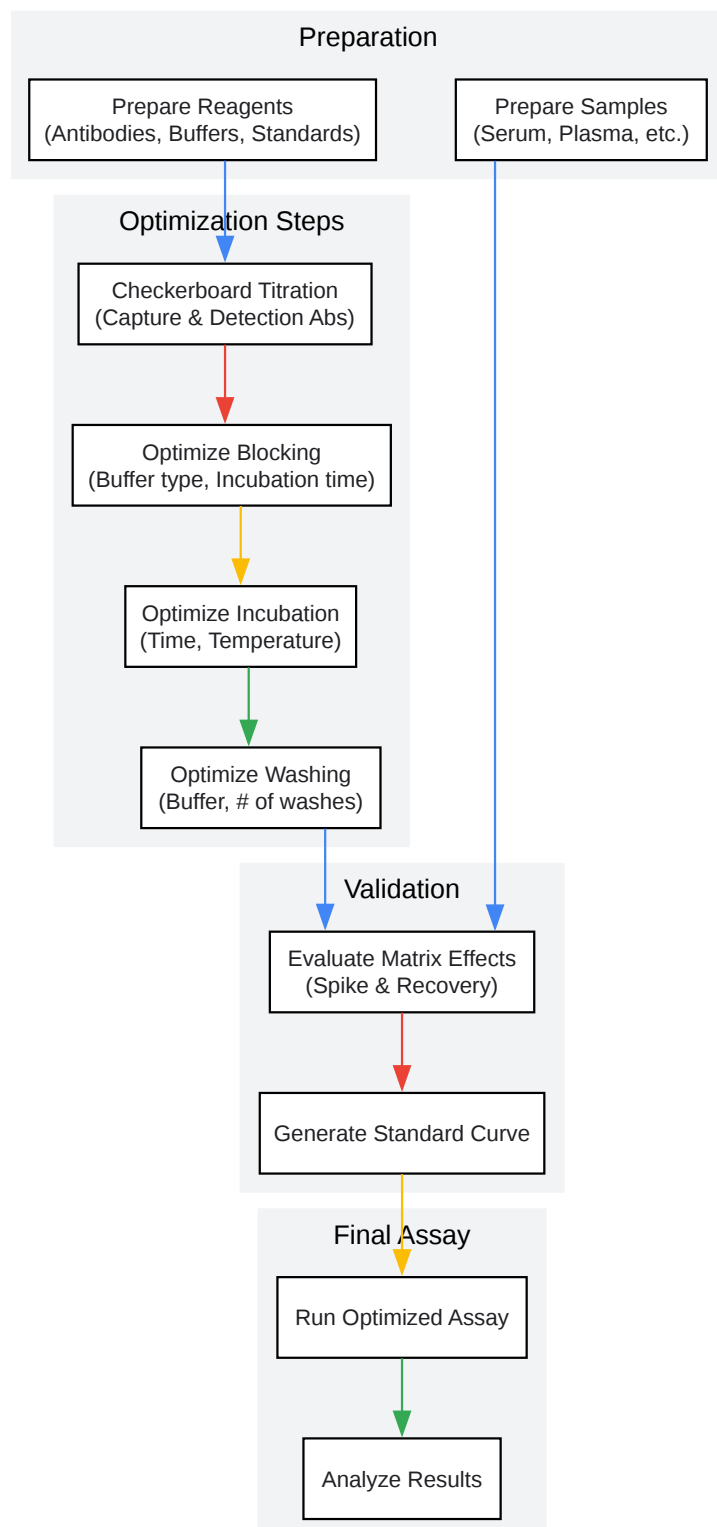 Preparation
Prepare Reagents
(Antibodies, Buffers, Standards)
Prepare Samples
(Serum, Plasma, etc.)
Optimization Steps
Checkerboard Titration
(Capture & Detection Abs)
Optimize Blocking
(Buffer type, Incubation time)
Optimize Incubation
(Time, Temperature)
Optimize Washing
(Buffer, # of washes)
Validation
Evaluate Matrix Effects
(Spike & Recovery)
Generate Standard Curve
Final Assay
Run Optimized Assay
Analyze Results